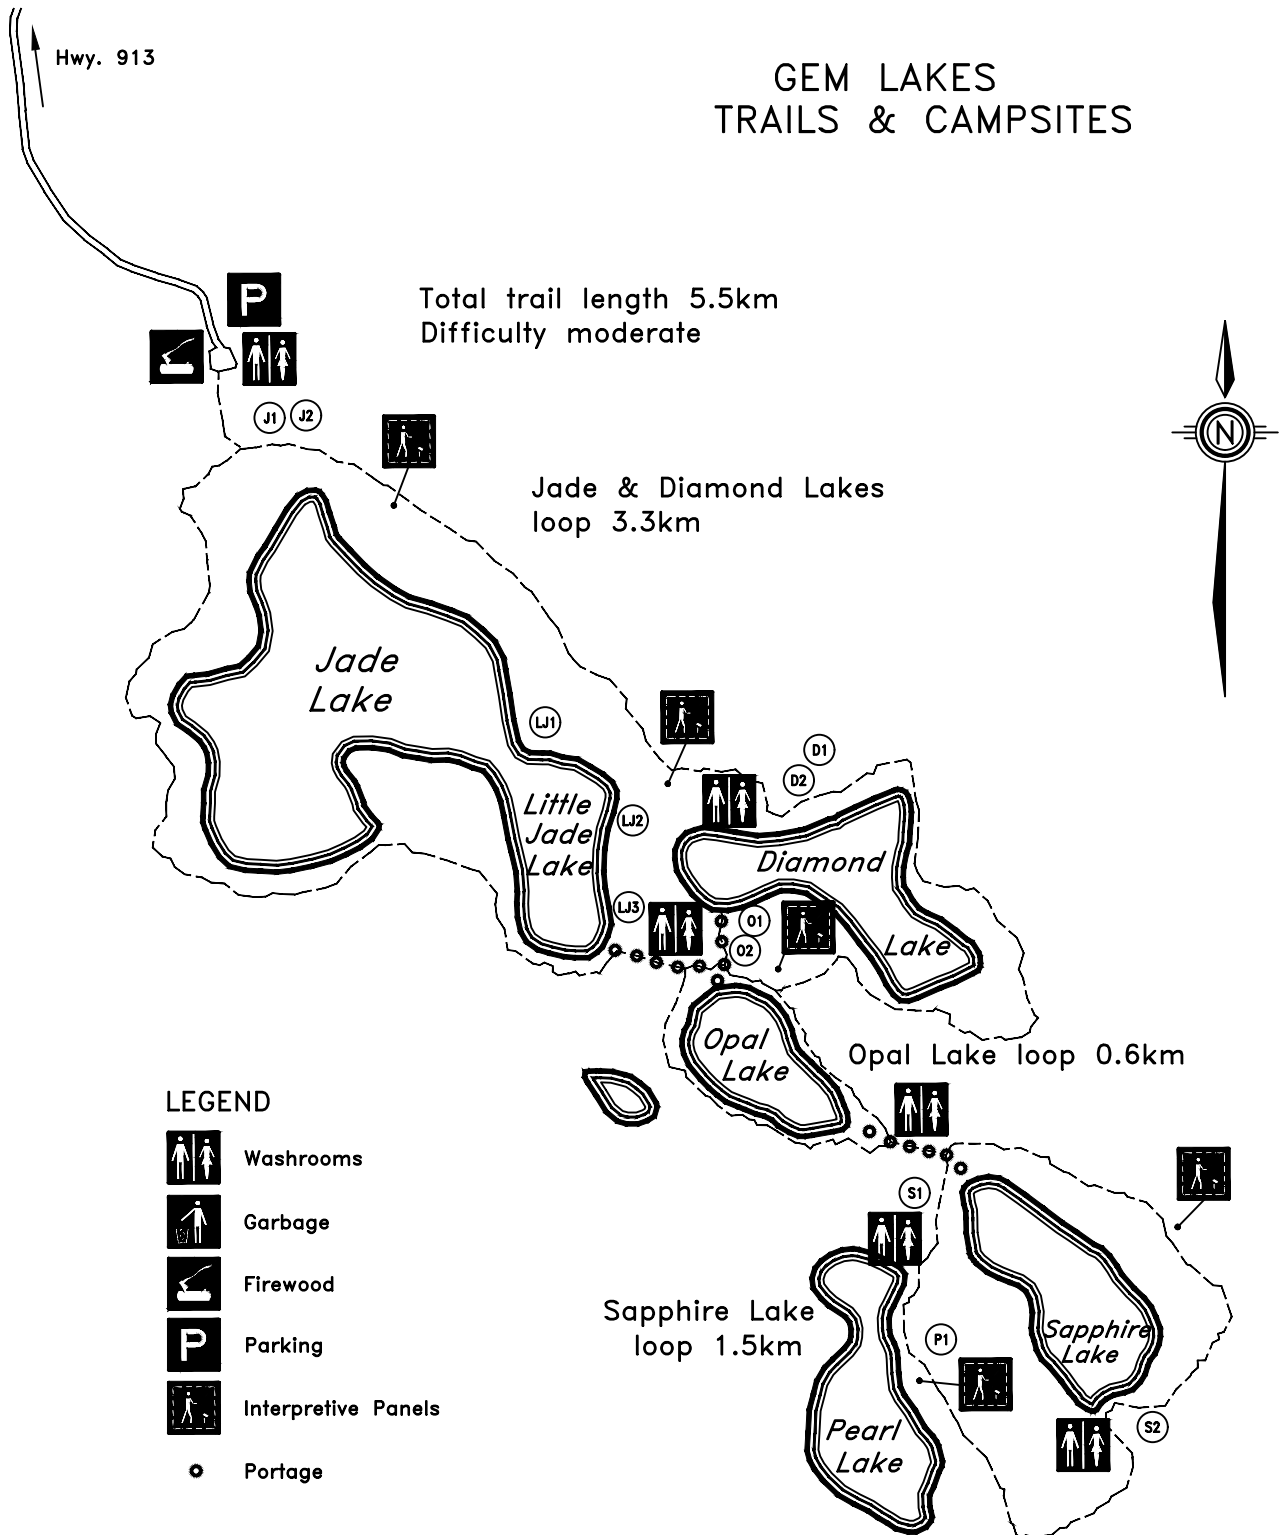 Hwy. 913
GEM LAKES
TRAILS & CAMPSITES
P
Total trail length 5.5km
Difficulty moderate
J1
J2
N
Jade & Diamond Lakes
loop 3.3km
Jade
Lake
LJ1
D1
D2
Little
Jade
Lake
LJ2
Diamond
Lake
LJ3
O1
O2
Opal
Lake
Opal Lake loop 0.6km
LEGEND
Washrooms
Garbage
Firewood
P
Parking
Interpretive Panels
Portage
S1
Sapphire Lake
loop 1.5km
P1
Sapphire
Lake
S2
Pearl
Lake